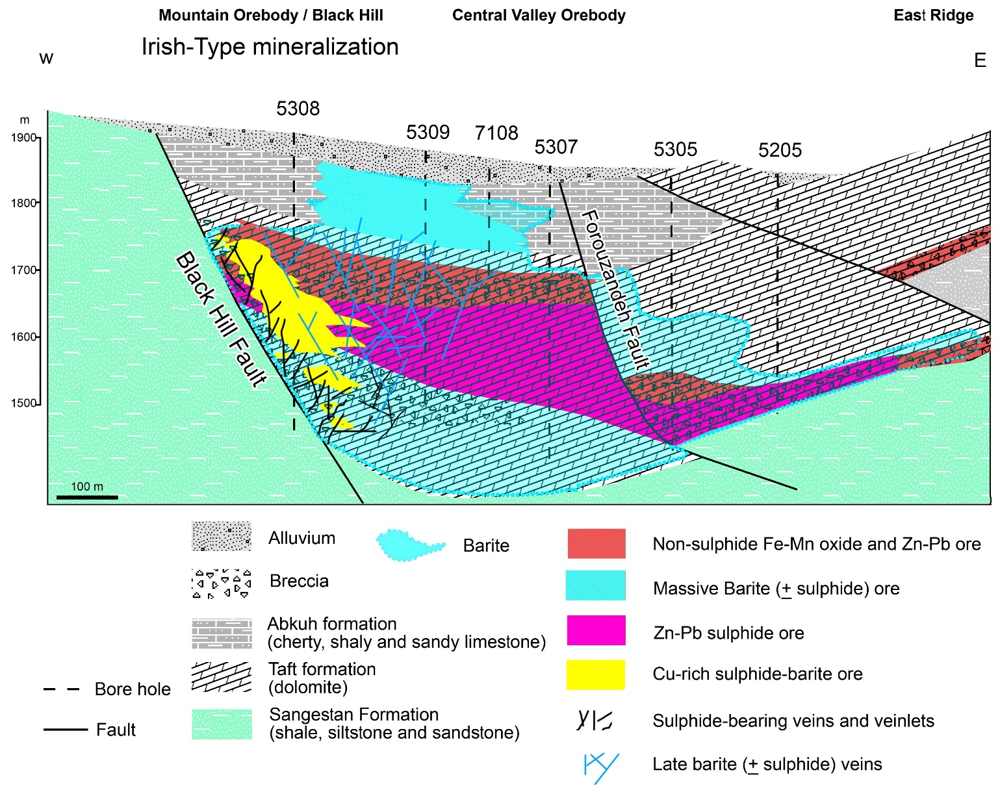 Mountain Orebody / Black Hill
Central Valley Orebody
East Ridge
Irish-Type mineralization
W
E
5308
5309
7108
5307
5305
5205
m
1900
1800
1700
1600
1500
Black Hill Fault
Forouzandeh Fault
100 m
Alluvium
Barite
Non-sulphide Fe-Mn oxide and Zn-Pb ore
Breccia
Massive Barite (+ sulphide) ore
Abkuh formation
(cherty, shaly and sandy limestone)
Zn-Pb sulphide ore
Taft formation
(dolomite)
Cu-rich sulphide-barite ore
Bore hole
Sangestan Formation
(shale, siltstone and sandstone)
Sulphide-bearing veins and veinlets
Fault
Late barite (+ sulphide) veins